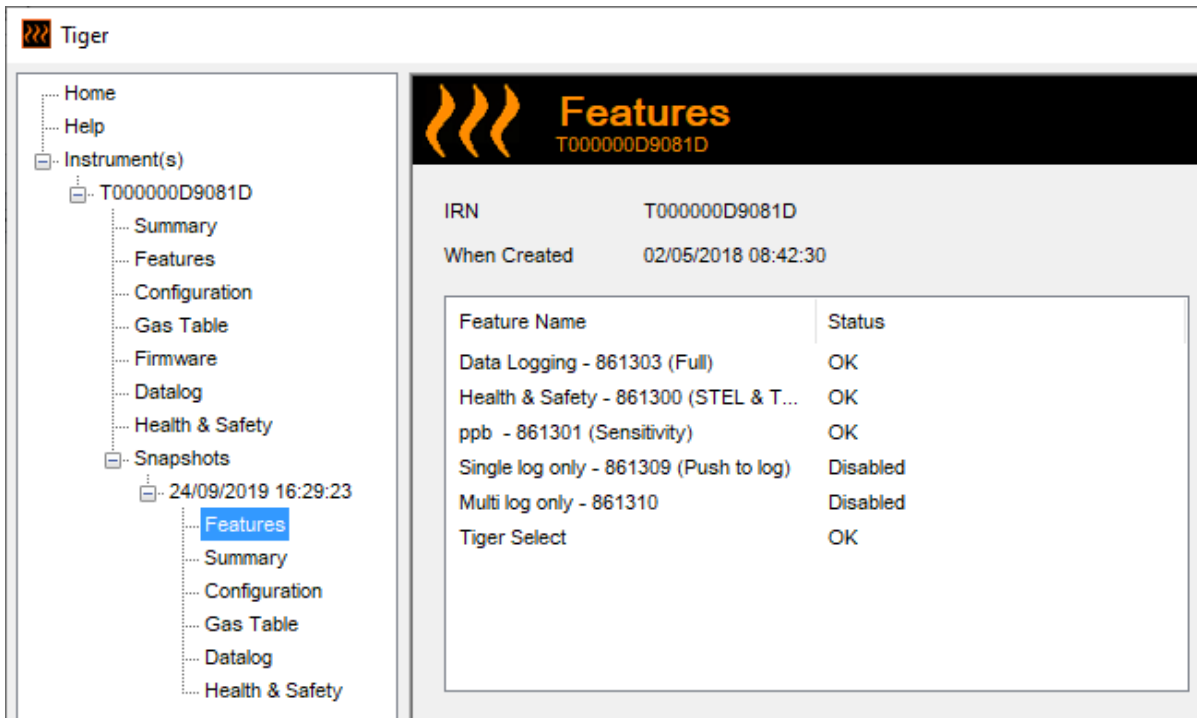 Tiger
Home
Help
Instrument(s)
T000000D9081D
Summary
Features
Configuration
Gas Table
Firmware
Datalog
Health & Safety
Snapshots
24/09/2019 16:29:23
Features
Summary
Configuration
Gas Table
Datalog
Health & Safety
Features
T000000D9081D
IRN T000000D9081D
When Created 02/05/2018 08:42:30
Feature Name Status
Data Logging - 861303 (Full) OK
Health & Safety - 861300 (STEL & T... OK
ppb - 861301 (Sensitivity) OK
Single log only - 861309 (Push to log) Disabled
Multi log only - 861310 Disabled
Tiger Select OK